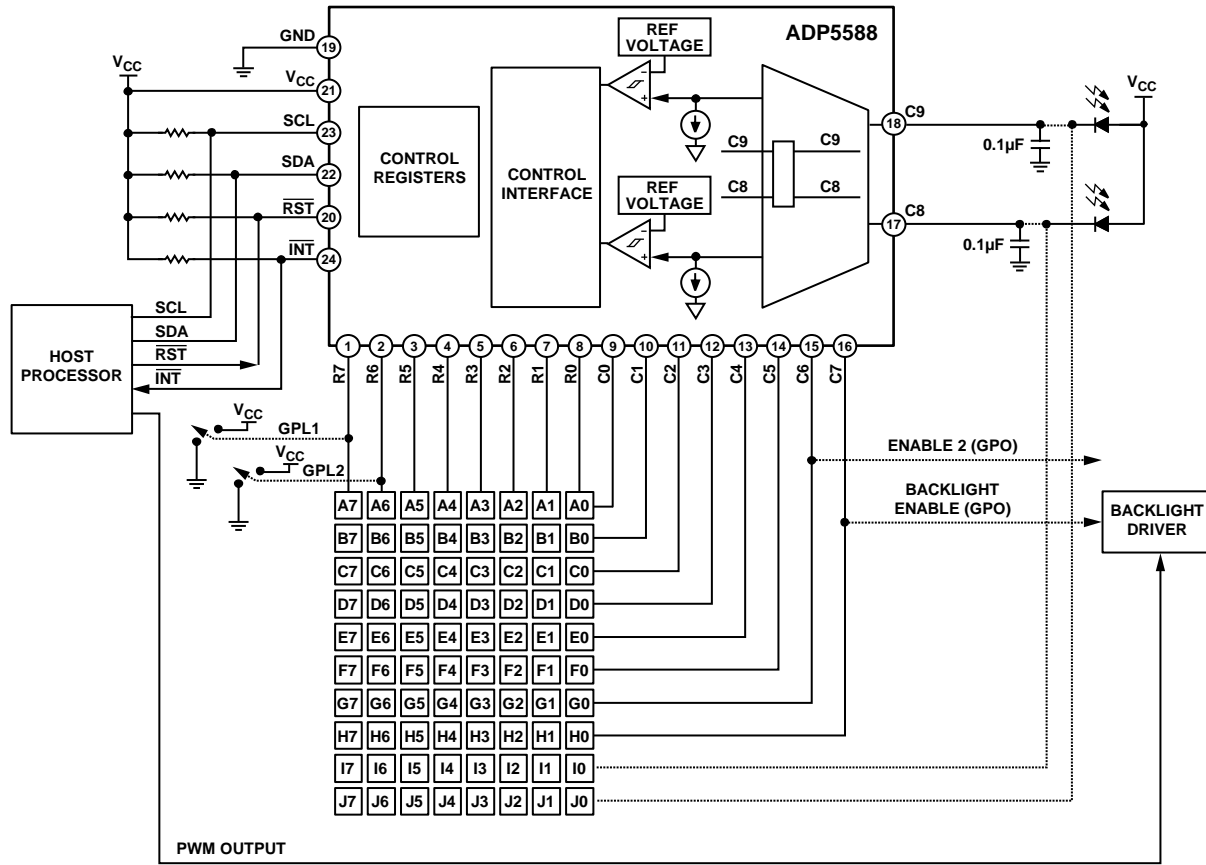 ADP5588
REF
VOLTAGE
GND
19
VCC
VCC
21
SCL
23
SDA
22
RST
20
INT
24
CONTROL
REGISTERS
CONTROL
INTERFACE
–
+
REF
VOLTAGE
–
+
C9
C9
C8
C8
18
C9
17
C8
VCC
0.1µF
0.1µF
HOST
PROCESSOR
SCL
SDA
RST
INT
1 2 3 4 5 6 7 8 9 10 11 12 13 14 15 16
R7 R6 R5 R4 R3 R2 R1 R0 C0 C1 C2 C3 C4 C5 C6 C7
VCC
GPL1
VCC
GPL2
ENABLE 2 (GPO)
BACKLIGHT
ENABLE (GPO)
BACKLIGHT
DRIVER
A7 A6 A5 A4 A3 A2 A1 A0
B7 B6 B5 B4 B3 B2 B1 B0
C7 C6 C5 C4 C3 C2 C1 C0
D7 D6 D5 D4 D3 D2 D1 D0
E7 E6 E5 E4 E3 E2 E1 E0
F7 F6 F5 F4 F3 F2 F1 F0
G7 G6 G5 G4 G3 G2 G1 G0
H7 H6 H5 H4 H3 H2 H1 H0
I7 I6 I5 I4 I3 I2 I1 I0
J7 J6 J5 J4 J3 J2 J1 J0
PWM OUTPUT